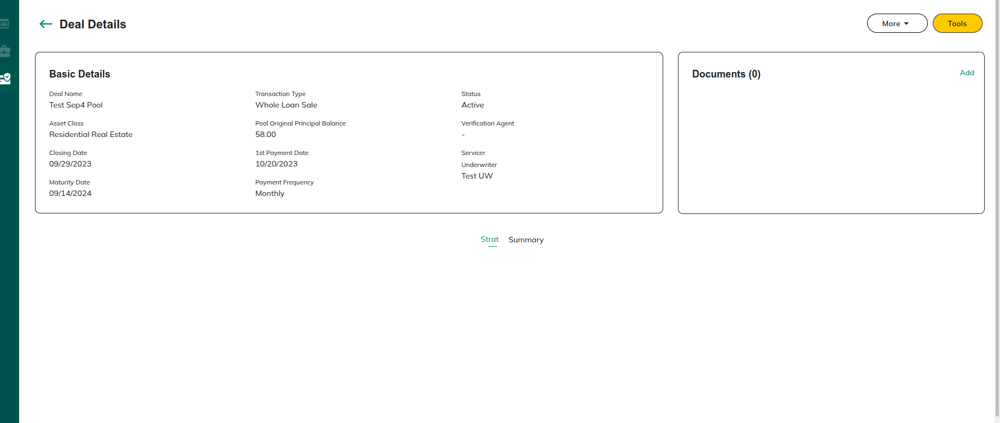 Deal Details
More
Tools
Basic Details
Deal Name
Test Sep4 Pool
Asset Class
Residential Real Estate
Closing Date
09/29/2023
Maturity Date
09/14/2024
Transaction Type
Whole Loan Sale
Pool Original Principal Balance
58.00
1st Payment Date
10/20/2023
Payment Frequency
Monthly
Status
Active
Verification Agent
-
Servicer
Underwriter
Test UW
Documents (0)
Add
Strat
Summary